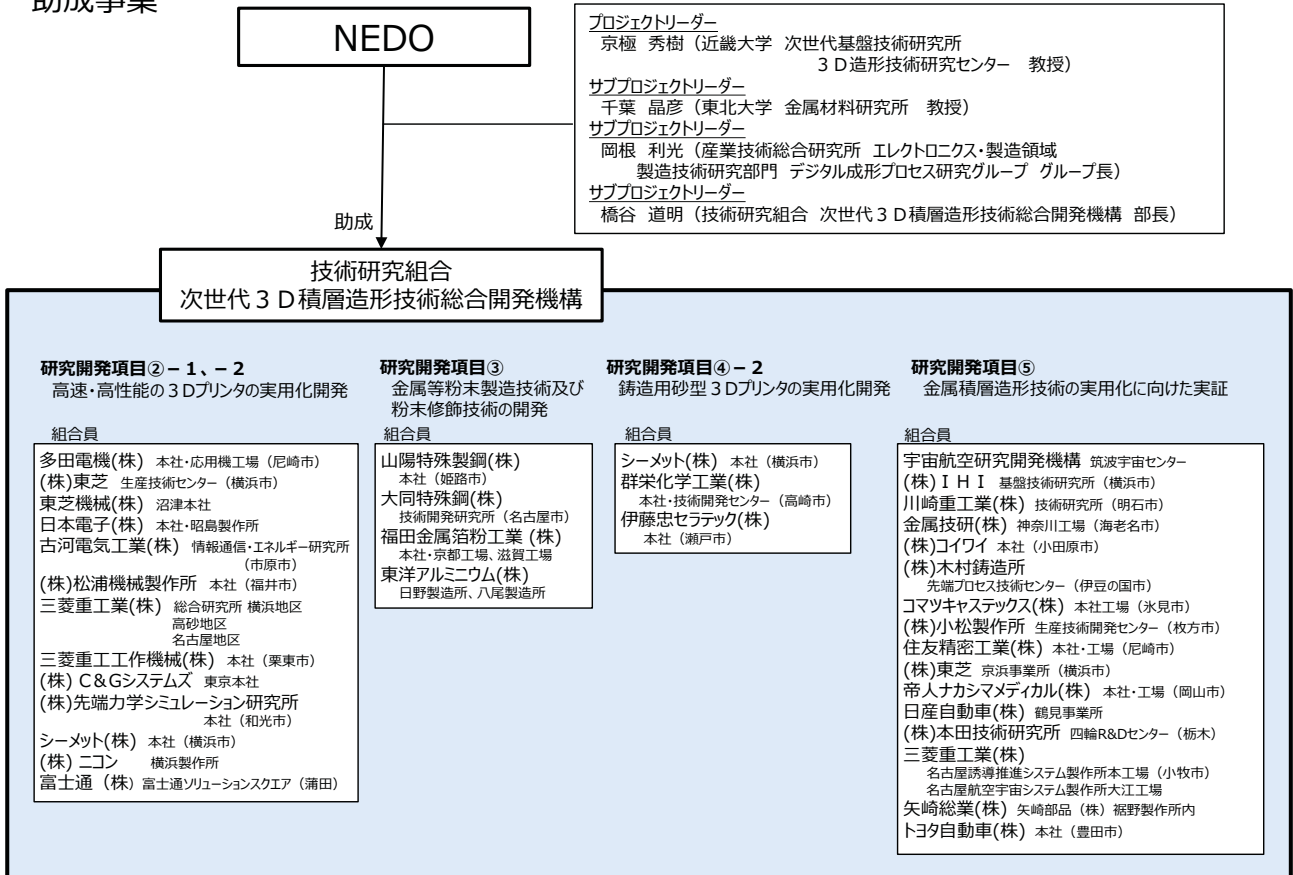 助成事業
NEDO
プロジェクトリーダー
京極 秀樹（近畿大学 次世代基盤技術研究所
３Ｄ造形技術研究センター 教授）
サブプロジェクトリーダー
千葉 晶彦（東北大学 金属材料研究所 教授）
サブプロジェクトリーダー
岡根 利光（産業技術総合研究所 エレクトロニクス・製造領域
製造技術研究部門 デジタル成形プロセス研究グループ グループ長）
サブプロジェクトリーダー
橋谷 道明（技術研究組合 次世代３Ｄ積層造形技術総合開発機構 部長）
助成
技術研究組合
次世代３Ｄ積層造形技術総合開発機構
研究開発項目②－１、－２
高速・高性能の３Ｄプリンタの実用化開発
組合員
多田電機(株) 本社・応用機工場（尼崎市）
(株)東芝 生産技術センター（横浜市）
東芝機械(株) 沼津本社
日本電子(株) 本社・昭島製作所
古河電気工業(株) 情報通信・エネルギー研究所
（市原市）
(株)松浦機械製作所 本社（福井市）
三菱重工業(株) 総合研究所 横浜地区
高砂地区
名古屋地区
三菱重工工作機械(株) 本社（栗東市）
(株) C&Gシステムズ 東京本社
(株)先端力学シミュレーション研究所
本社（和光市）
シーメット(株) 本社（横浜市）
(株) ニコン 横浜製作所
富士通（株）富士通ソリューションスクエア（蒲田）
研究開発項目③
金属等粉末製造技術及び
粉末修飾技術の開発
組合員
山陽特殊製鋼(株)
本社（姫路市）
大同特殊鋼(株)
技術開発研究所（名古屋市）
福田金属箔粉工業 (株)
本社・京都工場、滋賀工場
東洋アルミニウム(株)
日野製造所、八尾製造所
研究開発項目④－２
鋳造用砂型３Ｄプリンタの実用化開発
組合員
シーメット(株) 本社（横浜市）
群栄化学工業(株)
本社・技術開発センター（高崎市）
伊藤忠セラテック(株)
本社（瀬戸市）
研究開発項目⑤
金属積層造形技術の実用化に向けた実証
組合員
宇宙航空研究開発機構 筑波宇宙センター
(株)ＩＨＩ 基盤技術研究所（横浜市）
川崎重工業(株) 技術研究所（明石市）
金属技研(株) 神奈川工場（海老名市）
(株)コイワイ 本社（小田原市）
(株)木村鋳造所
先端プロセス技術センター（伊豆の国市）
コマツキャステックス(株) 本社工場（氷見市）
(株)小松製作所 生産技術開発センター（枚方市）
住友精密工業(株) 本社・工場（尼崎市）
(株)東芝 京浜事業所（横浜市）
帝人ナカシマメディカル(株) 本社・工場（岡山市）
日産自動車(株) 鶴見事業所
(株)本田技術研究所 四輪R&Dセンター（栃木）
三菱重工業(株)
名古屋誘導推進システム製作所本工場（小牧市）
名古屋航空宇宙システム製作所大江工場
矢崎総業(株) 矢崎部品（株）裾野製作所内
トヨタ自動車(株) 本社（豊田市）